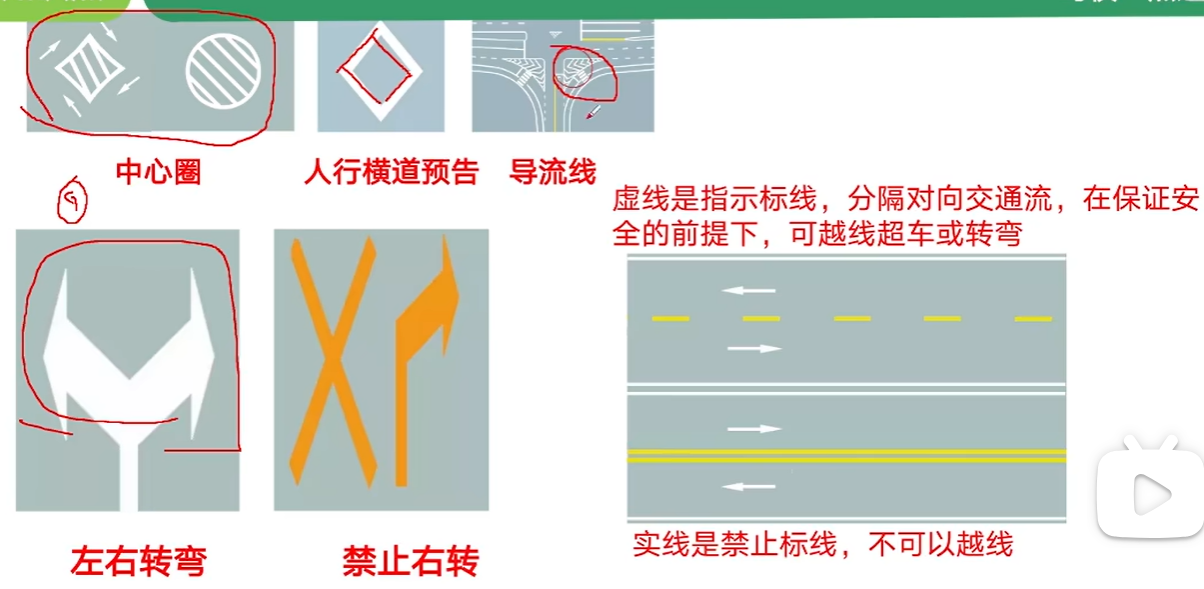 中心圈
人行横道预告
导流线
虚线是指示标线，分隔对向交通流，在保证安
全的前提下，可越线超车或转弯
左右转弯
禁止右转
实线是禁止标线，不可以越线